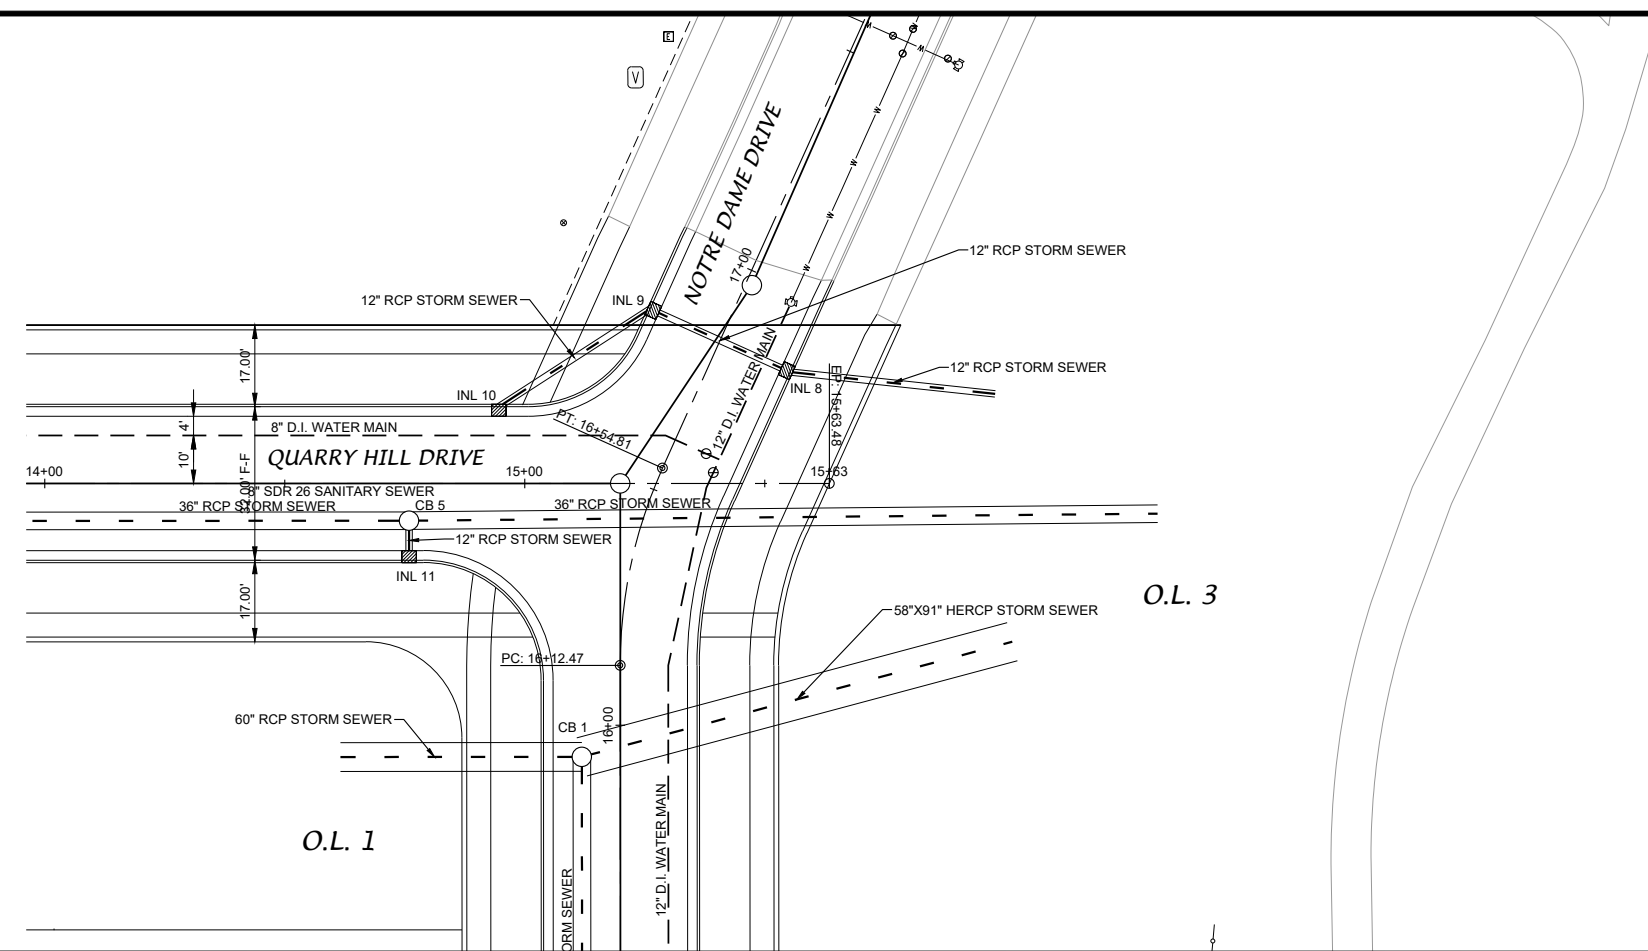 E
V
M
M
W
W
W
W
NOTRE DAME DRIVE
17+00
12" RCP STORM SEWER
12" RCP STORM SEWER
INL 9
12" D.I. WATER MAIN
12" RCP STORM SEWER
INL 8
EP: 15+63.48
17.00'
INL 10
PT: 16+54.81
4'
8" D.I. WATER MAIN
10'
QUARRY HILL DRIVE
14+00
15+00
15+63
32.00' F-F
8" SDR 26 SANITARY SEWER
36" RCP STORM SEWER
CB 5
36" RCP STORM SEWER
12" RCP STORM SEWER
INL 11
17.00'
O.L. 3
58"X91" HERCP STORM SEWER
PC: 16+12.47
16+00
60" RCP STORM SEWER
CB 1
O.L. 1
12" D.I. WATER MAIN
ORM SEWER